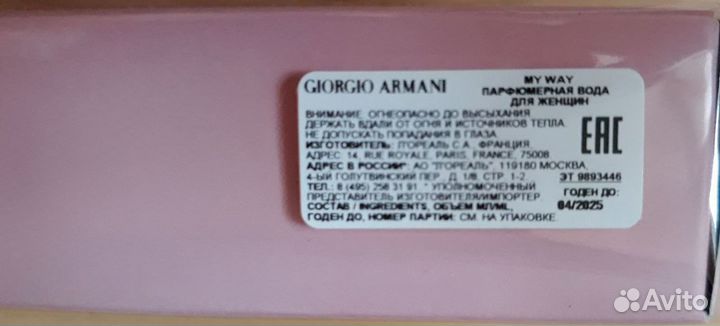 GIORGIO ARMANI
MY WAY
ПАРФЮМЕРНАЯ ВОДА
ДЛЯ ЖЕНЩИН
ВНИМАНИЕ. ОГНЕОПАСНО ДО ВЫСЫХАНИЯ.
ДЕРЖАТЬ ВДАЛИ ОТ ОГНЯ И ИСТОЧНИКОВ ТЕПЛА.
НЕ ДОПУСКАТЬ ПОПАДАНИЯ В ГЛАЗА.
ИЗГОТОВИТЕЛЬ: Л'ОРЕАЛЬ С.А., ФРАНЦИЯ.
АДРЕС: 14, RUE ROYALE, PARIS, FRANCE, 75008
АДРЕС В РОССИИ*: АО "Л'ОРЕАЛЬ", 119180 МОСКВА,
4-ЫЙ ГОЛУТВИНСКИЙ ПЕР., Д. 1/8, СТР. 1-2.
ТЕЛ.: 8 (495) 258 31 91. * УПОЛНОМОЧЕННЫЙ
ПРЕДСТАВИТЕЛЬ ИЗГОТОВИТЕЛЯ/ИМПОРТЕР
СОСТАВ / INGREDIENTS, ОБЪЕМ МЛ/ML,
ГОДЕН ДО, НОМЕР ПАРТИИ: СМ. НА УПАКОВКЕ
EAC
ЭТ 9893446
ГОДЕН ДО:
04/2025
Avito